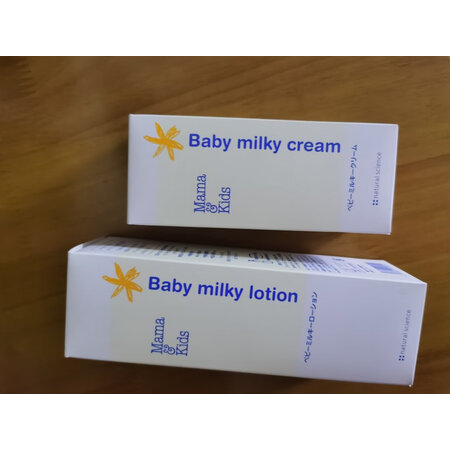 Baby milky cream
Mama
&
Kids
ベビーミルキークリーム
natural science
Baby milky lotion
Mama
&
Kids
ベビーミルキーローション
natural science